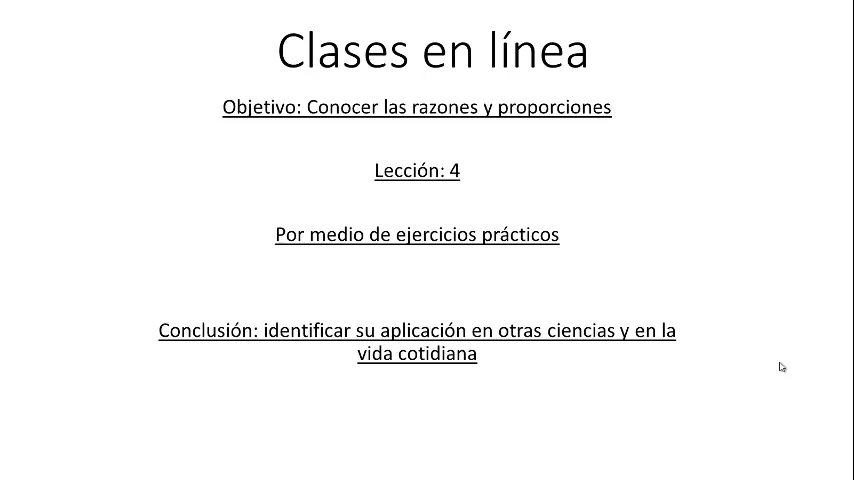 Clases en línea
Objetivo: Conocer las razones y proporciones
Lección: 4
Por medio de ejercicios prácticos
Conclusión: identificar su aplicación en otras ciencias y en la
vida cotidiana